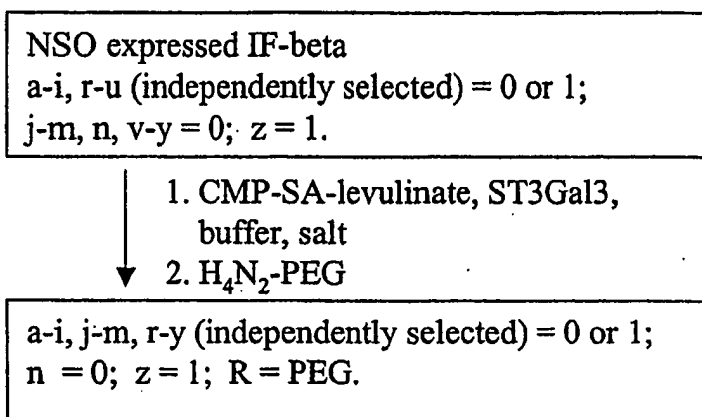 NSO expressed IF-beta
a-i, r-u (independently selected) = 0 or 1;
j-m, n, v-y = 0; z = 1.
1. CMP-SA-levulinate, ST3Gal3,
buffer, salt
2. H₄N₂-PEG
a-i, j-m, r-y (independently selected) = 0 or 1;
n = 0; z = 1; R = PEG.